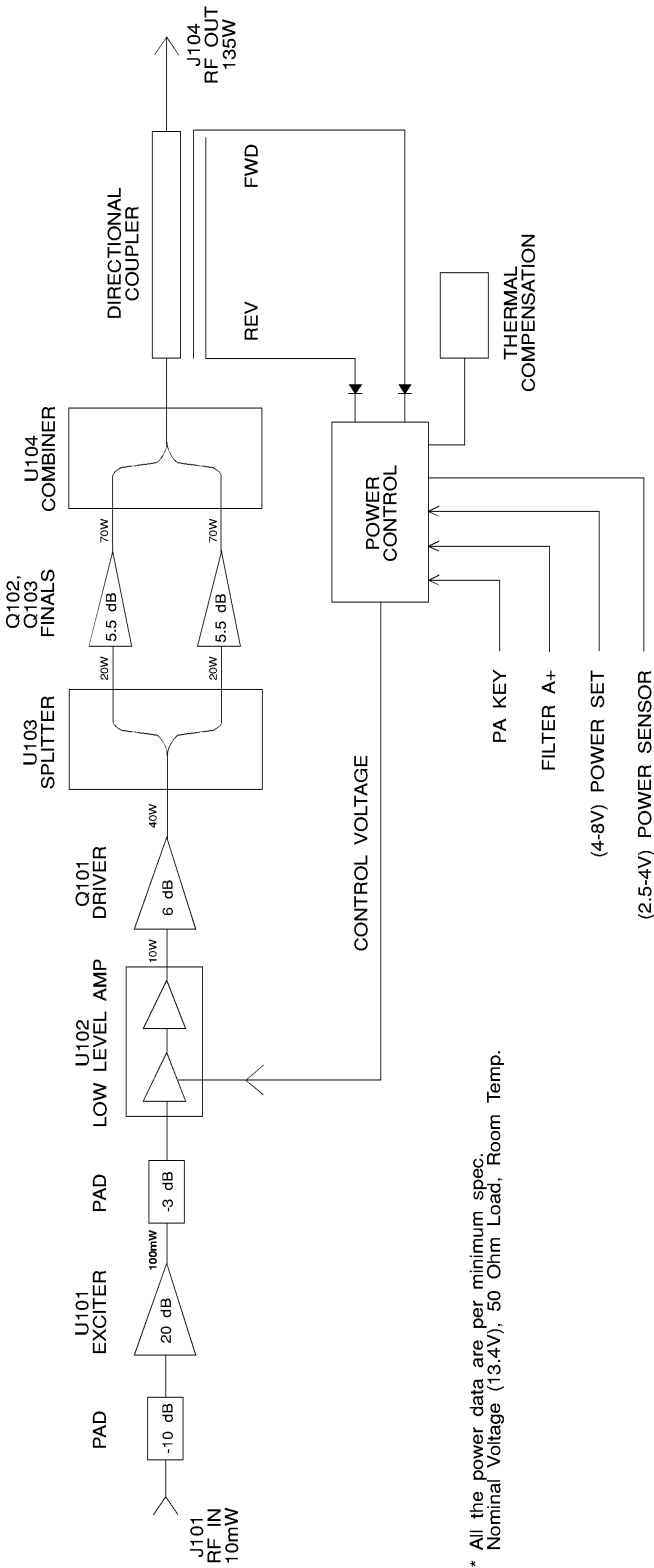 J101
RF IN
10mW
PAD
-10 dB
U101
EXCITER
20 dB
100mW
PAD
-3 dB
U102
LOW LEVEL AMP
10W
Q101
DRIVER
6 dB
40W
U103
SPLITTER
20W
20W
Q102,
Q103
FINALS
5.5 dB
5.5 dB
70W
70W
U104
COMBINER
DIRECTIONAL
COUPLER
J104
RF OUT
135W
REV
FWD
POWER
CONTROL
THERMAL
COMPENSATION
CONTROL VOLTAGE
PA KEY
FILTER A+
(4-8V) POWER SET
(2.5-4V) POWER SENSOR
* All the power data are per minimum spec.
Nominal Voltage (13.4V), 50 Ohm Load, Room Temp.